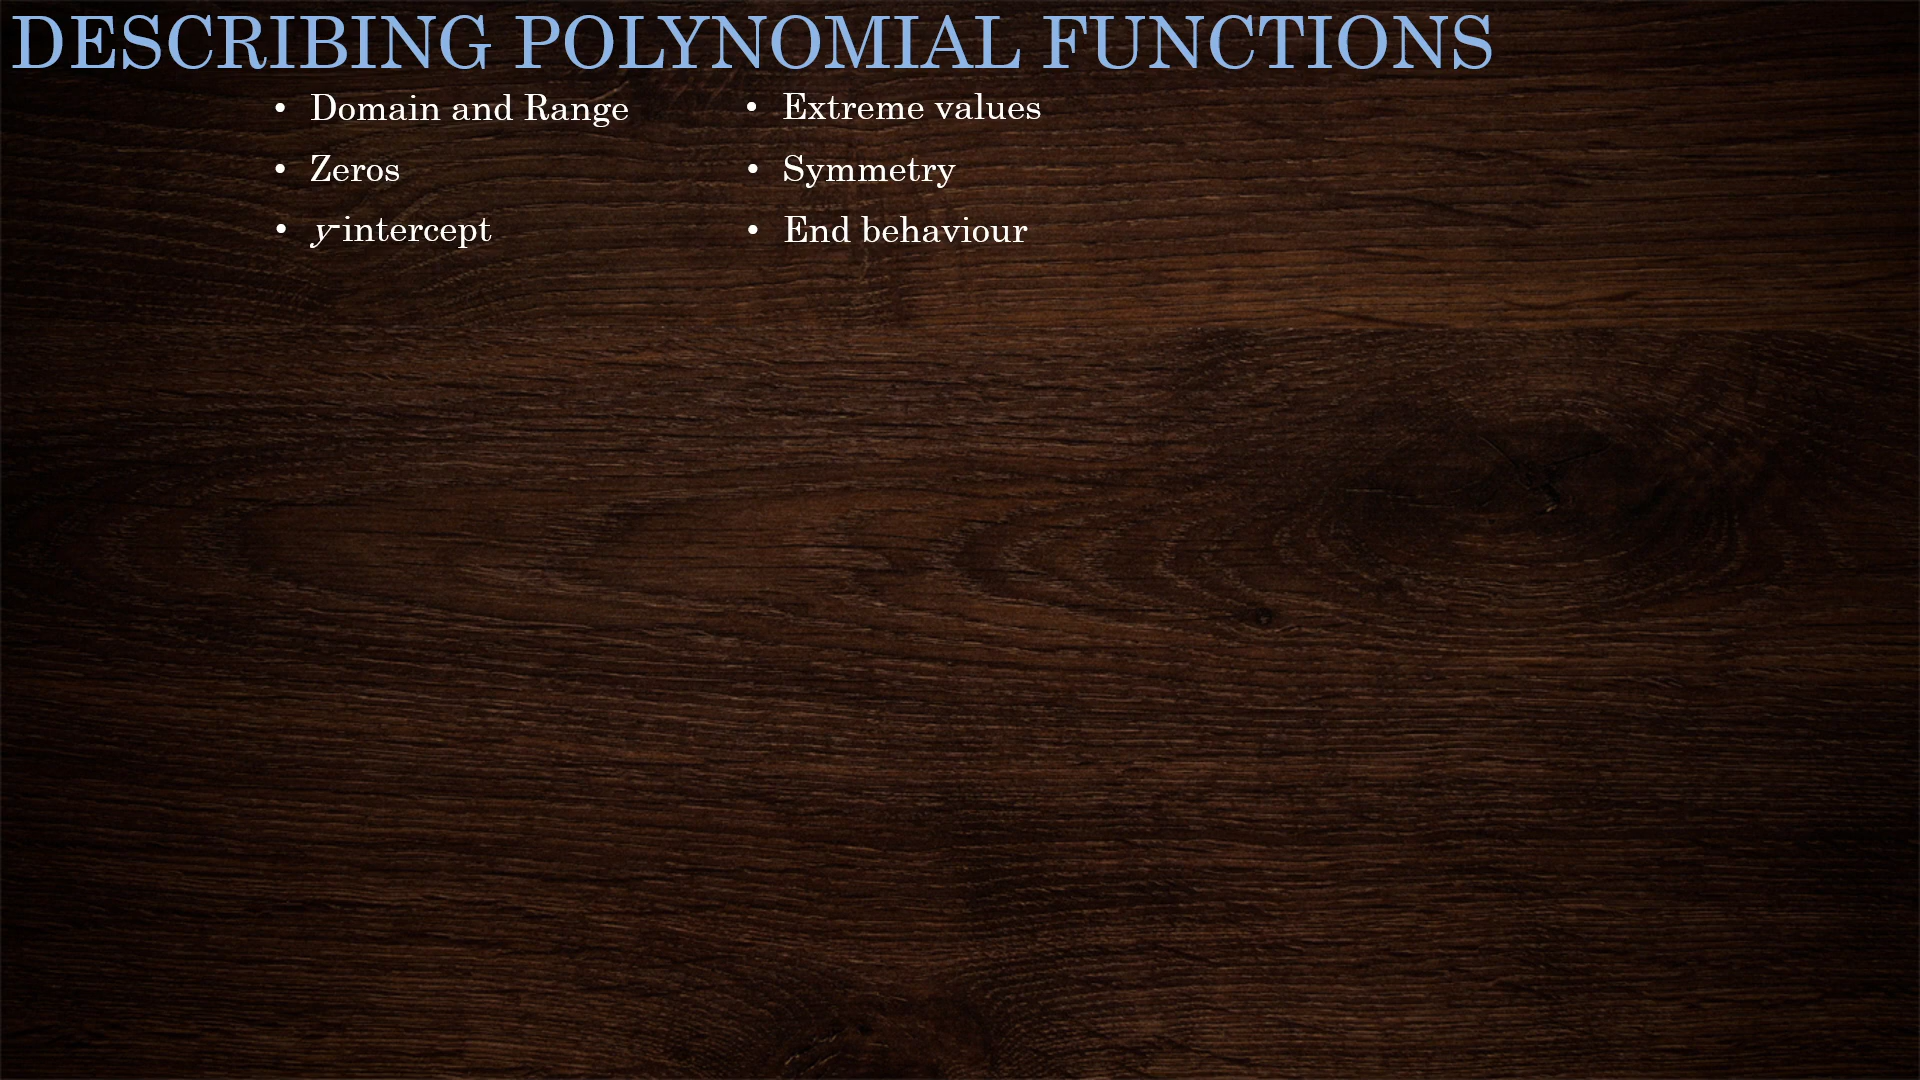 DESCRIBING POLYNOMIAL FUNCTIONS
• Domain and Range
• Zeros
• y-intercept
• Extreme values
• Symmetry
• End behaviour